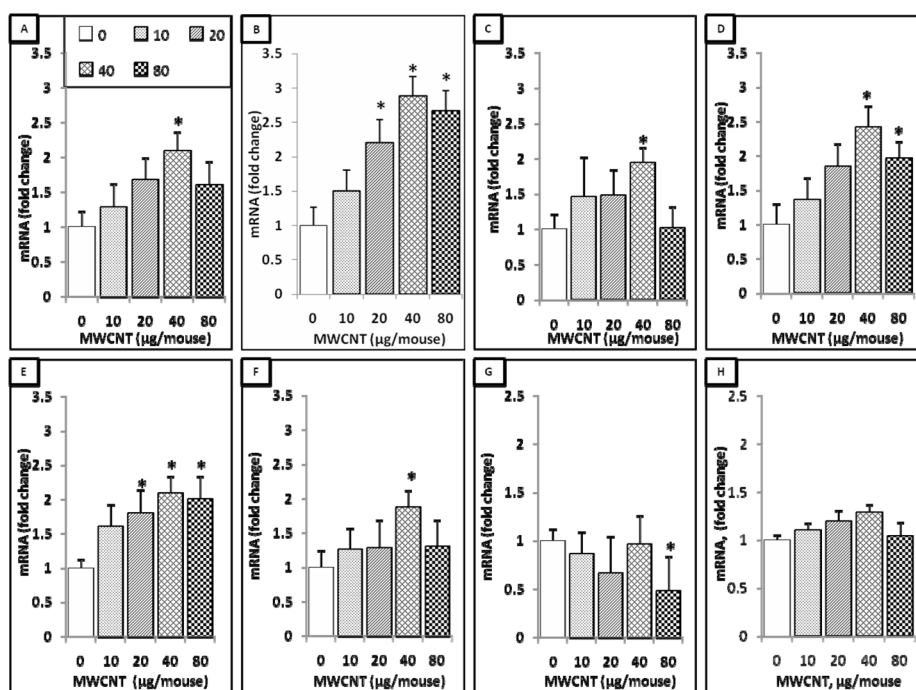 A
0 10 20
40 80
3.5
3
2.5
2
1.5
1
0.5
0
mRNA (fold change)
*
0 10 20 40 80
MWCNT (µg/mouse)
B
3.5
3
2.5
2
1.5
1
0.5
0
mRNA (fold change)
* * *
0 10 20 40 80
MWCNT (µg/mouse)
C
3.5
3
2.5
2
1.5
1
0.5
0
mRNA (fold change)
*
0 10 20 40 80
MWCNT (µg/mouse)
D
3.5
3
2.5
2
1.5
1
0.5
0
mRNA (fold change)
* *
0 10 20 40 80
MWCNT (µg/mouse)
E
3.5
3
2.5
2
1.5
1
0.5
0
mRNA (fold change)
* * *
0 10 20 40 80
MWCNT (µg/mouse)
F
3.5
3
2.5
2
1.5
1
0.5
0
mRNA (fold change)
*
0 10 20 40 80
MWCNT (µg/mouse)
G
2.5
2
1.5
1
0.5
0
mRNA (fold change)
*
0 10 20 40 80
MWCNT (µg/mouse)
H
2.5
2
1.5
1
0.5
0
mRNA, (fold change)
0 10 20 40 80
MWCNT, µg/mouse